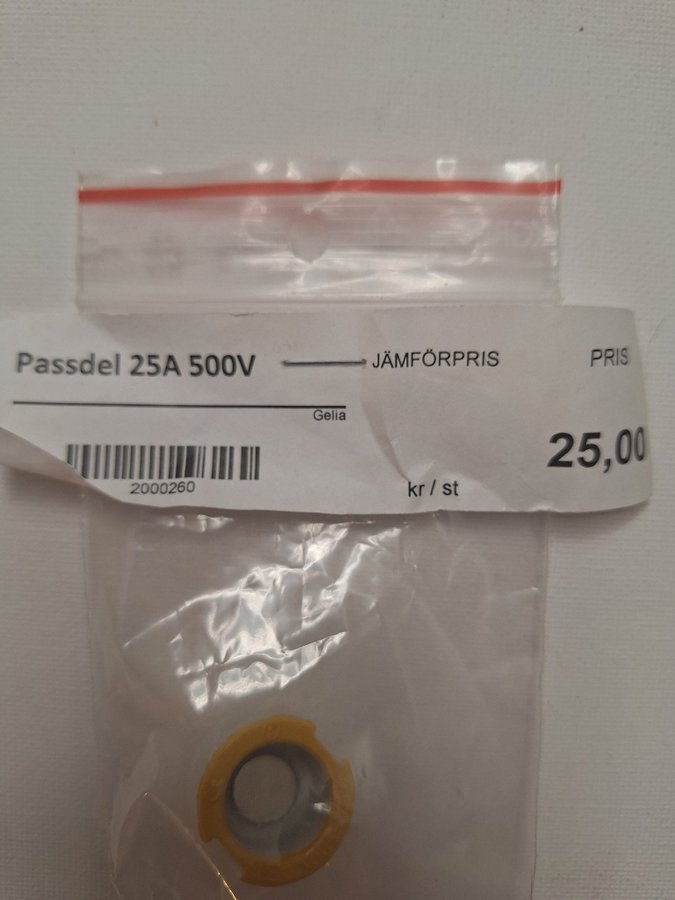 Passdel 25A 500V
JÄMFÖRPRIS
PRIS
Gelia
25,00
2000260
kr / st